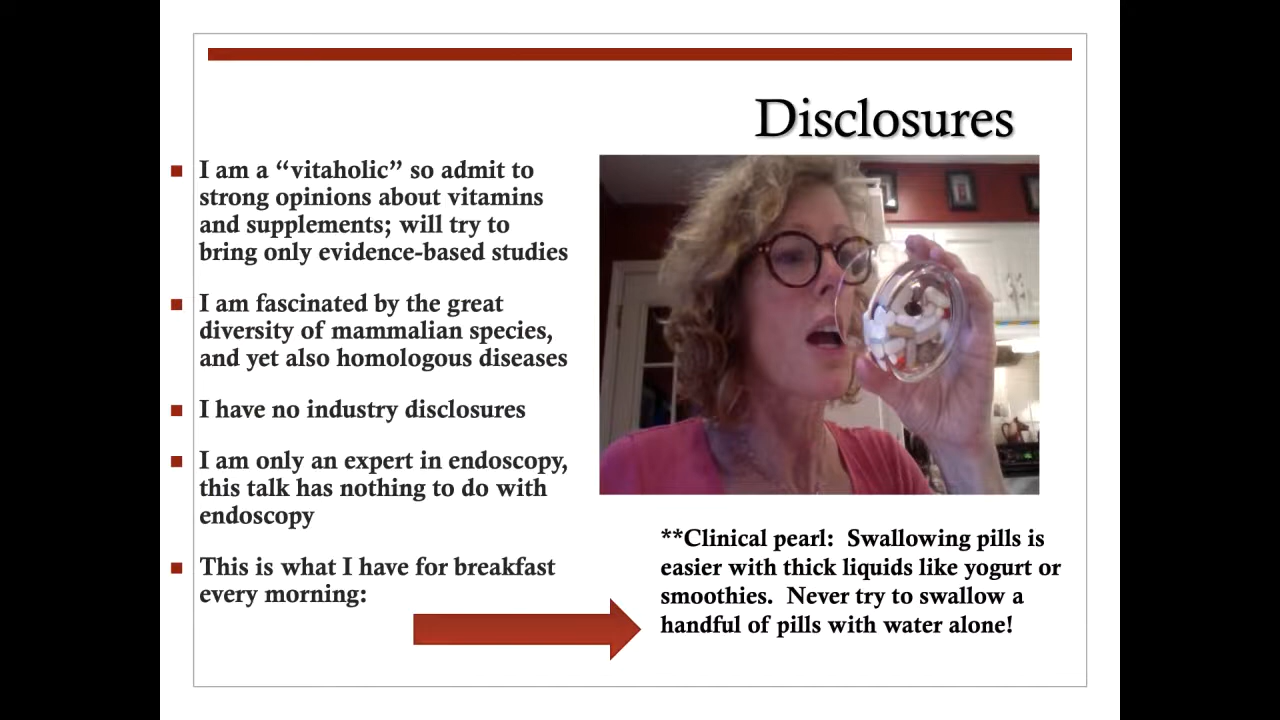 Disclosures
I am a “vitaholic” so admit to
strong opinions about vitamins
and supplements; will try to
bring only evidence-based studies
I am fascinated by the great
diversity of mammalian species,
and yet also homologous diseases
I have no industry disclosures
I am only an expert in endoscopy,
this talk has nothing to do with
endoscopy
This is what I have for breakfast
every morning:
**Clinical pearl:  Swallowing pills is
easier with thick liquids like yogurt or
smoothies.  Never try to swallow a
handful of pills with water alone!